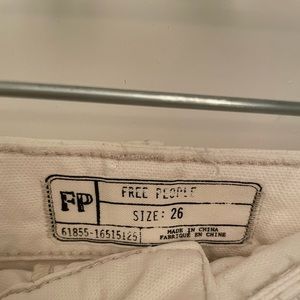 FP
FREE PEOPLE
SIZE: 26
61855-16515125
MADE IN CHINA
FABRIQUÉ EN CHINE